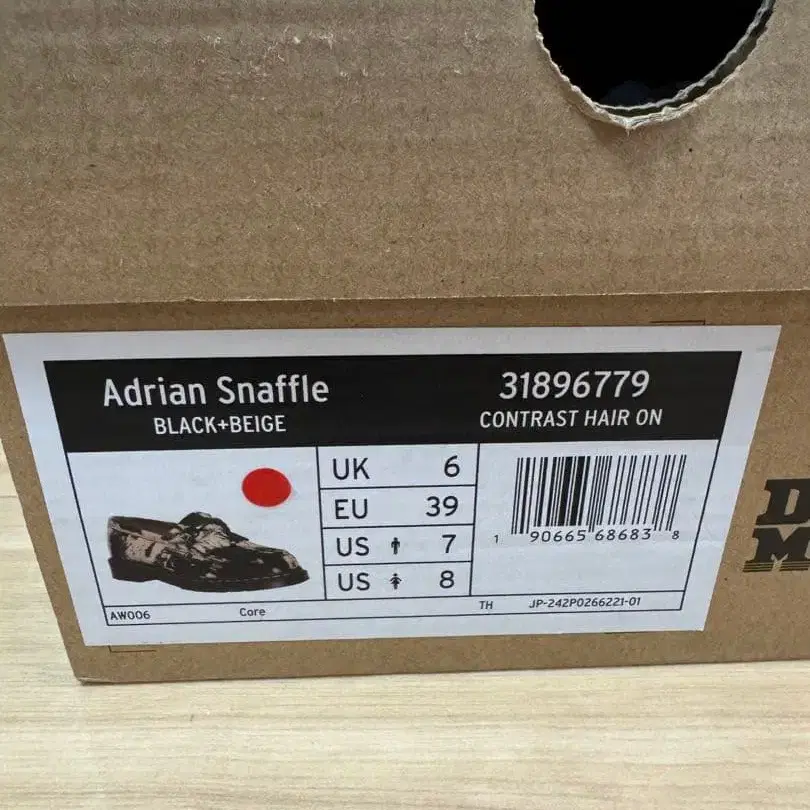 Adrian Snaffle
BLACK+BEIGE
31896779
CONTRAST HAIR ON
UK 6
EU 39
US 7
US 8
1 90665 68683 8
AW006 Core TH JP-242P0266221-01
D
M